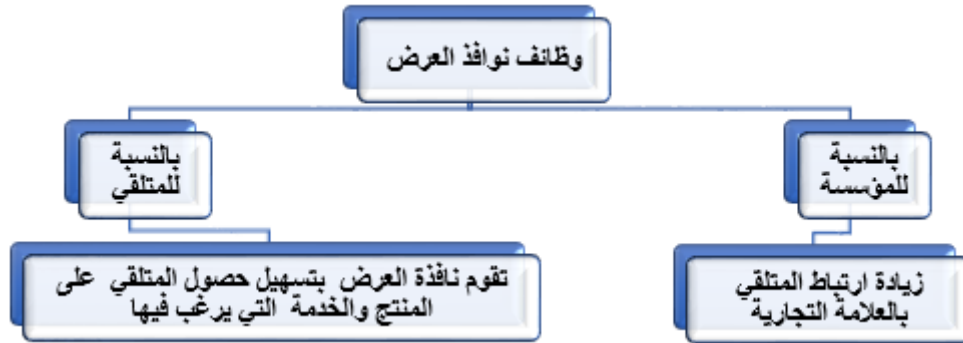 وظائف نوافذ العرض
بالنسبة
للمؤسسة
بالنسبة
للمتلقي
زيادة ارتباط المتلقي
بالعلامة التجارية
تقوم نافذة العرض بتسهيل حصول المتلقي على
المنتج والخدمة التي يرغب فيها